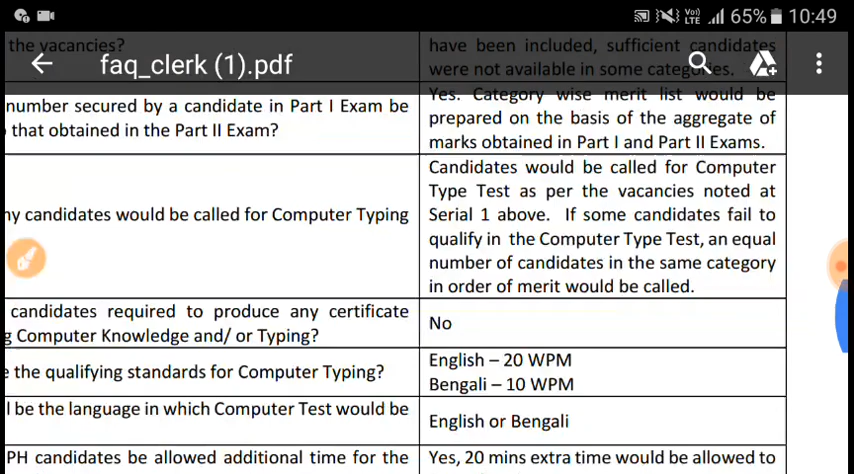 Vo))
LTE
65%
10:49
the vacancies?
have been included, sufficient candidates
faq_clerk (1).pdf
were not available in some categories.
number secured by a candidate in Part I Exam be
that obtained in the Part II Exam?
Yes. Category wise merit list would be
prepared on the basis of the aggregate of
marks obtained in Part I and Part II Exams.
ny candidates would be called for Computer Typing
Candidates would be called for Computer
Type Test as per the vacancies noted at
Serial 1 above. If some candidates fail to
qualify in the Computer Type Test, an equal
number of candidates in the same category
in order of merit would be called.
candidates required to produce any certificate
g Computer Knowledge and/ or Typing?
No
e the qualifying standards for Computer Typing?
English – 20 WPM
Bengali – 10 WPM
l be the language in which Computer Test would be
English or Bengali
PH candidates be allowed additional time for the
Yes, 20 mins extra time would be allowed to